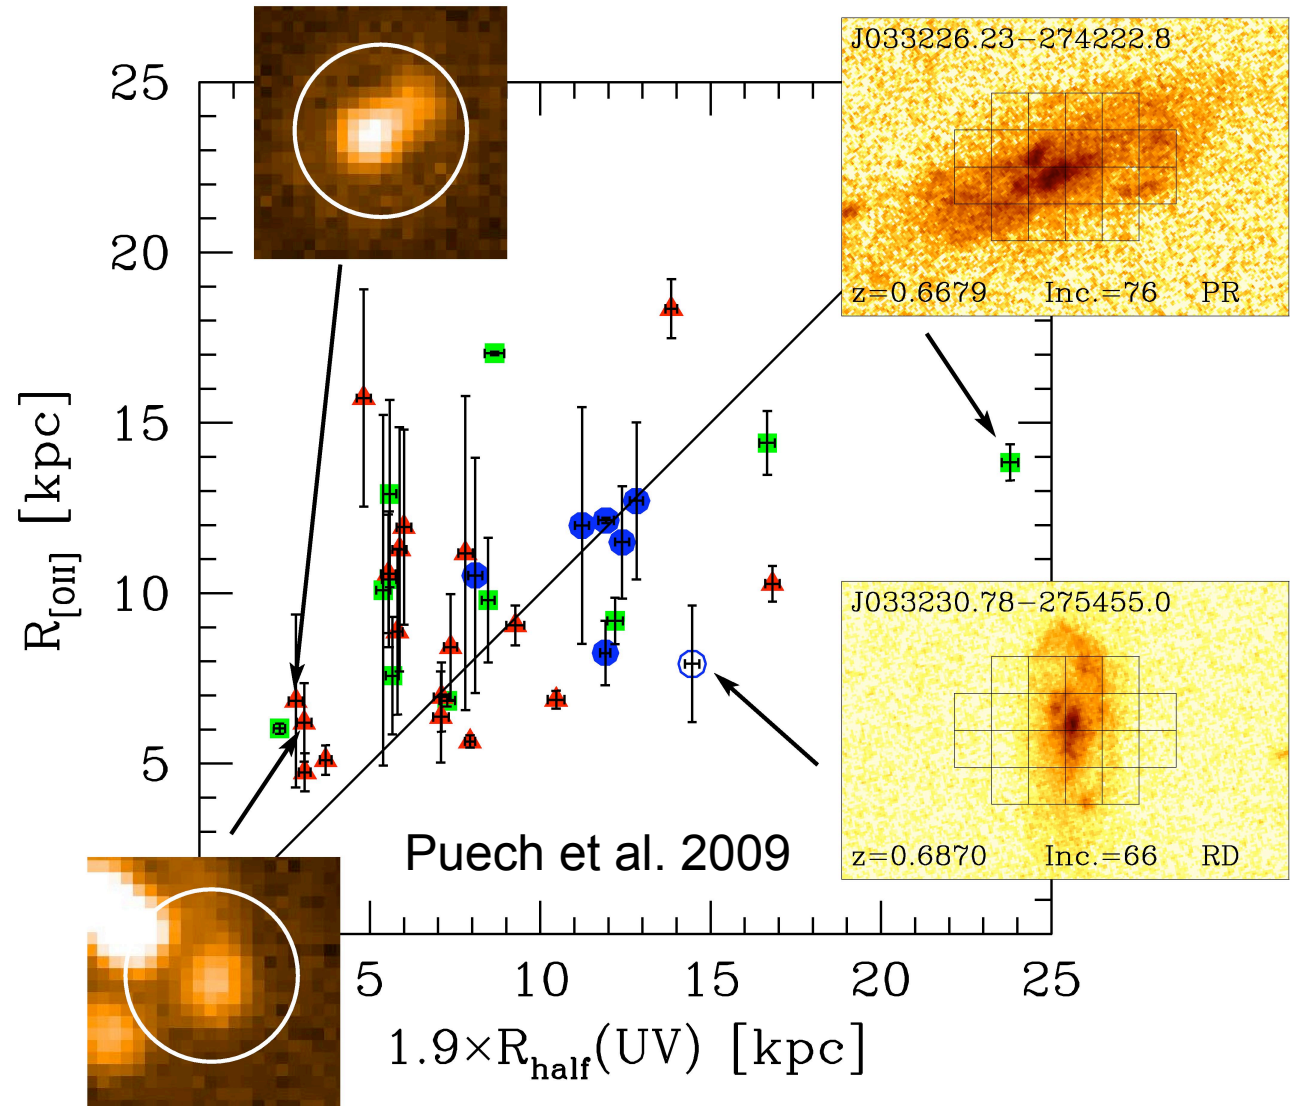 J033226.23−274222.8
z=0.6679 Inc.=76 PR
25
20
15
10
5
R[OII] [kpc]
J033230.78−275455.0
z=0.6870 Inc.=66 RD
Puech et al. 2009
5 10 15 20 25
1.9×Rhalf(UV) [kpc]